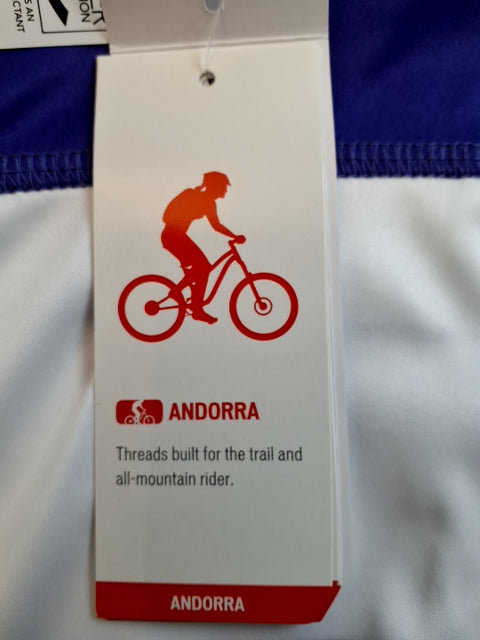 ANDORRA
Threads built for the trail and
all-mountain rider.
ANDORRA